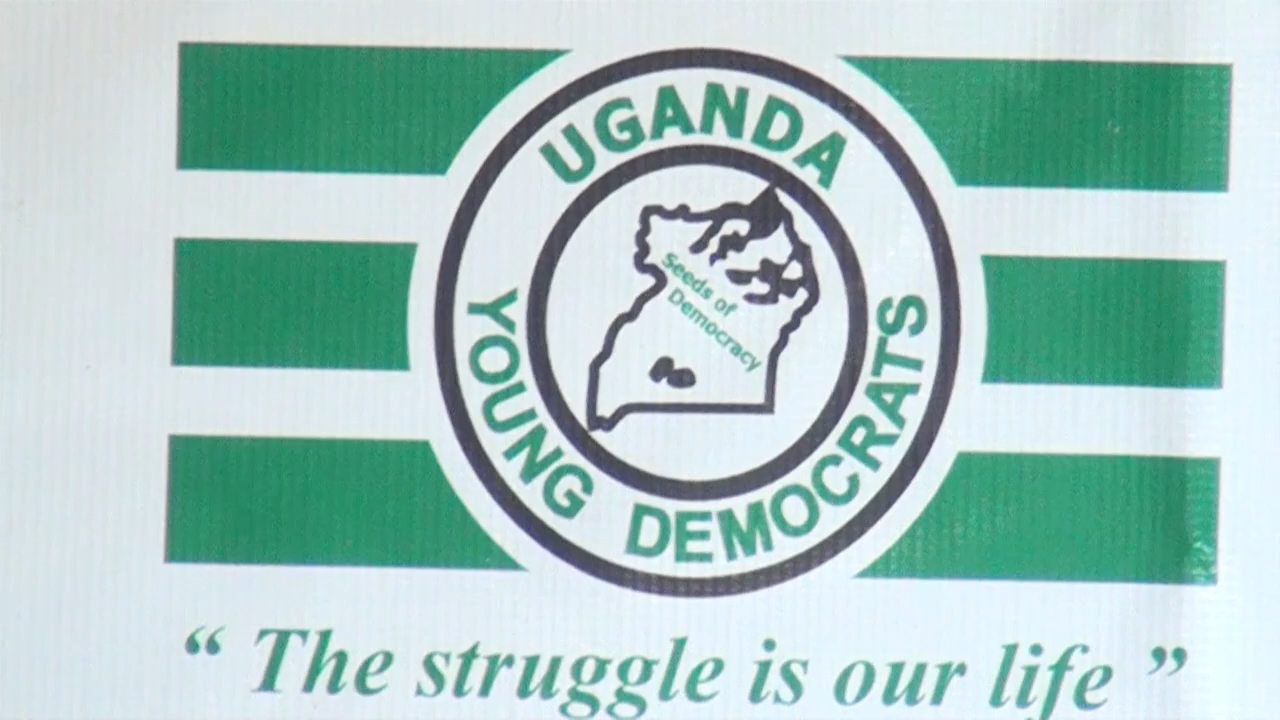 UGANDA
YOUNG DEMOCRATS
Seeds of
Democracy
“ The struggle is our life ”